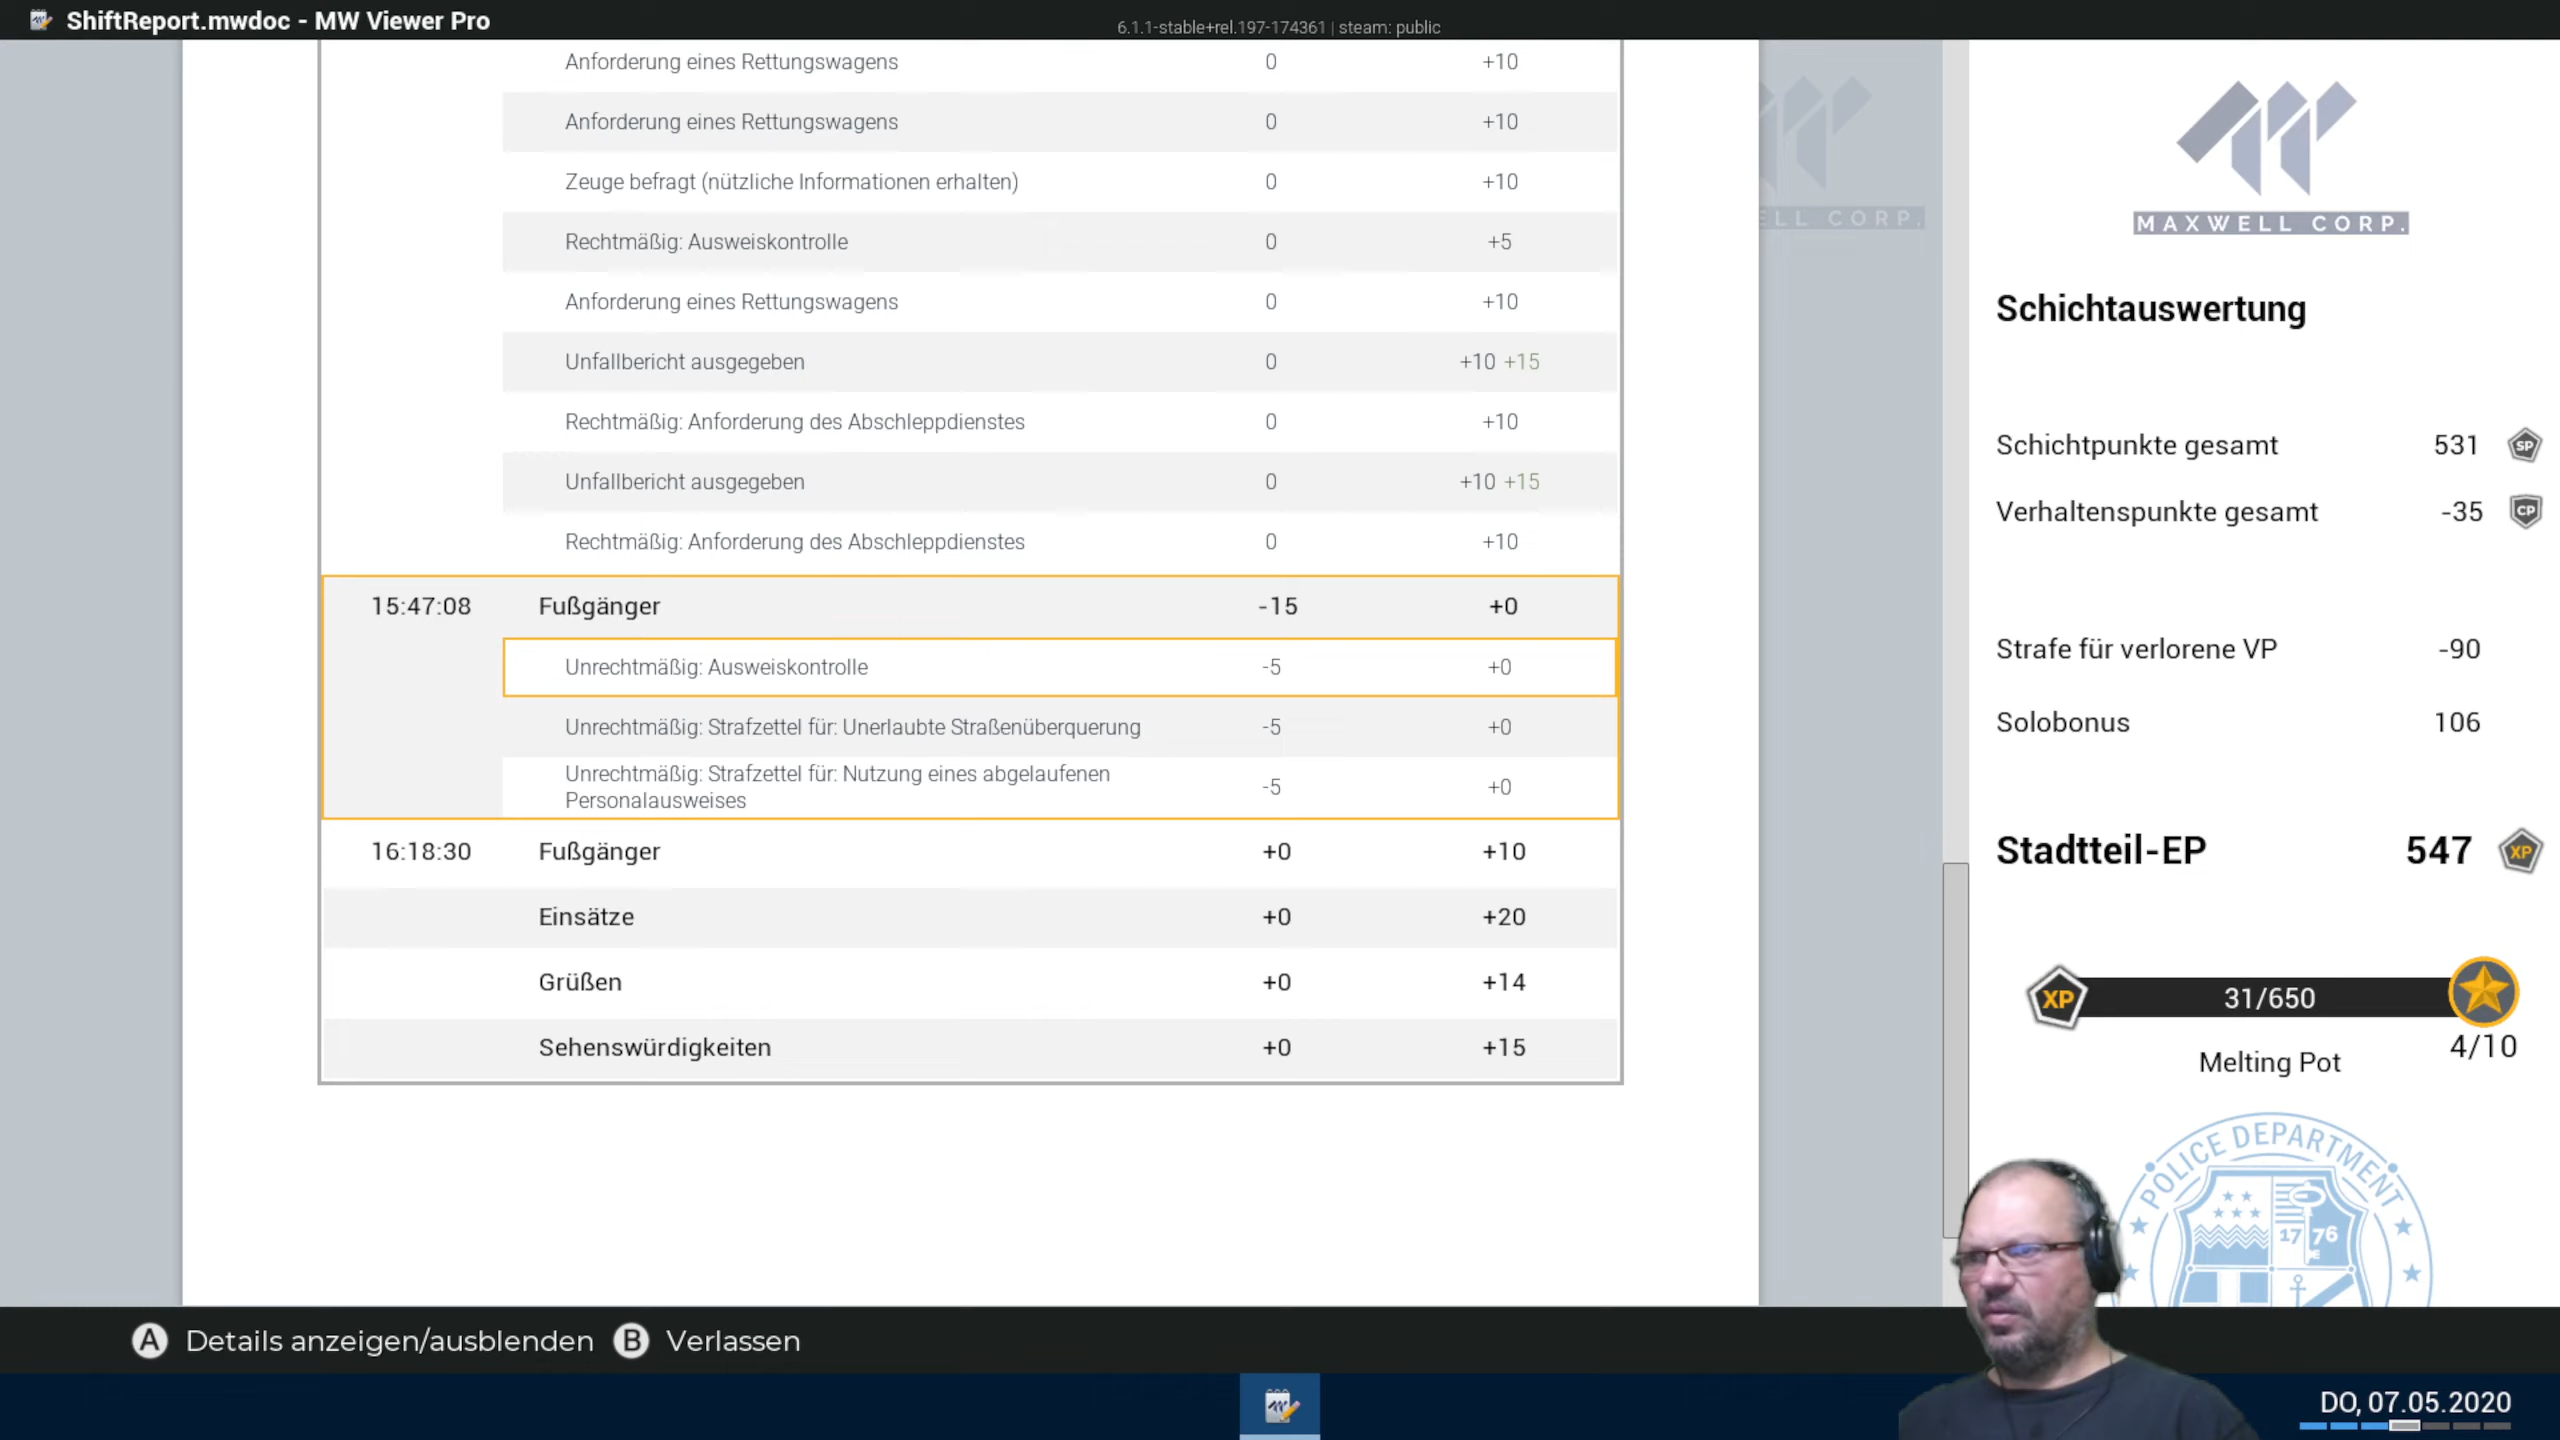 ShiftReport.mwdoc - MW Viewer Pro
6.1.1-stable+rel.197-174361 | steam: public
Anforderung eines Rettungswagens 0 +10
Anforderung eines Rettungswagens 0 +10
Zeuge befragt (nützliche Informationen erhalten) 0 +10
Rechtmäßig: Ausweiskontrolle 0 +5
Anforderung eines Rettungswagens 0 +10
Unfallbericht ausgegeben 0 +10 +15
Rechtmäßig: Anforderung des Abschleppdienstes 0 +10
Unfallbericht ausgegeben 0 +10 +15
Rechtmäßig: Anforderung des Abschleppdienstes 0 +10
15:47:08 Fußgänger -15 +0
Unrechtmäßig: Ausweiskontrolle -5 +0
Unrechtmäßig: Strafzettel für: Unerlaubte Straßenüberquerung -5 +0
Unrechtmäßig: Strafzettel für: Nutzung eines abgelaufenen
Personalausweises -5 +0
16:18:30 Fußgänger +0 +10
Einsätze +0 +20
Grüßen +0 +14
Sehenswürdigkeiten +0 +15
ELL CORP.
MAXWELL CORP.
Schichtauswertung
Schichtpunkte gesamt 531 SP
Verhaltenspunkte gesamt -35 CP
Strafe für verlorene VP -90
Solobonus 106
Stadtteil-EP 547 XP
XP 31/650
4/10
Melting Pot
POLICE DEPARTMENT
17 76
A Details anzeigen/ausblenden B Verlassen
DO, 07.05.2020